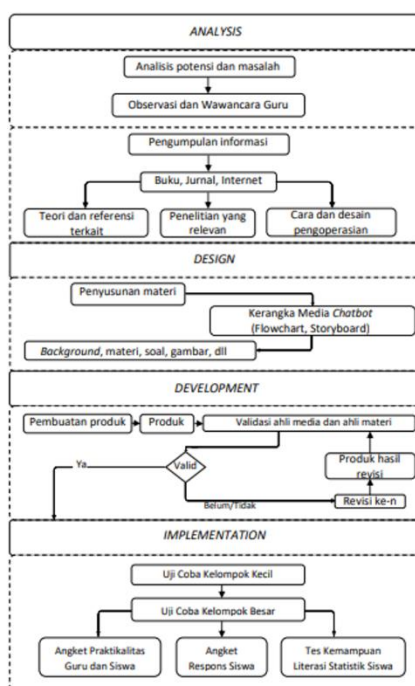 ANALYSIS
Analisis potensi dan masalah
Observasi dan Wawancara Guru
Pengumpulan informasi
Buku, Jurnal, Internet
Teori dan referensi
terkait
Penelitian yang
relevan
Cara dan desain
pengoperasian
DESIGN
Penyusunan materi
Kerangka Media Chatbot
(Flowchart, Storyboard)
Background, materi, soal, gambar, dll
DEVELOPMENT
Pembuatan produk
Produk
Validasi ahli media dan ahli materi
Ya
Valid
Produk hasil
revisi
Belum/Tidak
Revisi ke-n
IMPLEMENTATION
Uji Coba Kelompok Kecil
Uji Coba Kelompok Besar
Angket Praktikalitas
Guru dan Siswa
Angket
Respons Siswa
Tes Kemampuan
Literasi Statistik Siswa